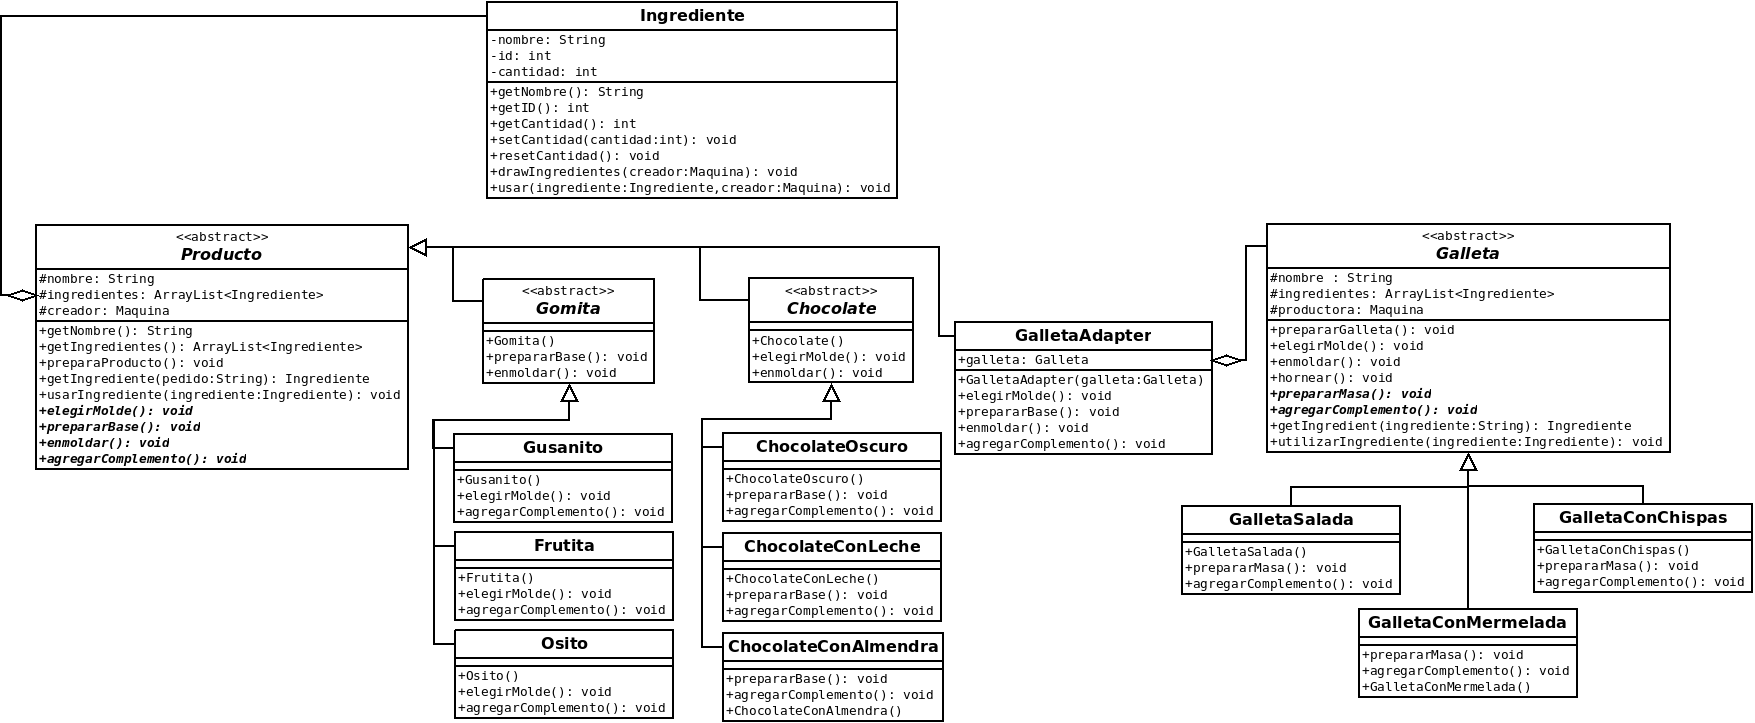 Ingrediente
-nombre: String
-id: int
-cantidad: int
+getNombre(): String
+getID(): int
+getCantidad(): int
+setCantidad(cantidad:int): void
+resetCantidad(): void
+drawIngredientes(creador:Maquina): void
+usar(ingrediente:Ingrediente,creador:Maquina): void
<<abstract>>
Producto
#nombre: String
#ingredientes: ArrayList<Ingrediente>
#creador: Maquina
+getNombre(): String
+getIngredientes(): ArrayList<Ingrediente>
+preparaProducto(): void
+getIngrediente(pedido:String): Ingrediente
+usarIngrediente(ingrediente:Ingrediente): void
+elegirMolde(): void
+prepararBase(): void
+enmoldar(): void
+agregarComplemento(): void
<<abstract>>
Gomita
+Gomita()
+prepararBase(): void
+enmoldar(): void
Gusanito
+Gusanito()
+elegirMolde(): void
+agregarComplemento(): void
Frutita
+Frutita()
+elegirMolde(): void
+agregarComplemento(): void
Osito
+Osito()
+elegirMolde(): void
+agregarComplemento(): void
<<abstract>>
Chocolate
+Chocolate()
+elegirMolde(): void
+enmoldar(): void
ChocolateOscuro
+ChocolateOscuro()
+prepararBase(): void
+agregarComplemento(): void
ChocolateConLeche
+ChocolateConLeche()
+prepararBase(): void
+agregarComplemento(): void
ChocolateConAlmendra
+prepararBase(): void
+agregarComplemento(): void
+ChocolateConAlmendra()
GalletaAdapter
+galleta: Galleta
+GalletaAdapter(galleta:Galleta)
+elegirMolde(): void
+prepararBase(): void
+enmoldar(): void
+agregarComplemento(): void
<<abstract>>
Galleta
#nombre : String
#ingredientes: ArrayList<Ingrediente>
#productora: Maquina
+prepararGalleta(): void
+elegirMolde(): void
+enmoldar(): void
+hornear(): void
+prepararMasa(): void
+agregarComplemento(): void
+getIngredient(ingrediente:String): Ingrediente
+utilizarIngrediente(ingrediente:Ingrediente): void
GalletaSalada
+GalletaSalada()
+prepararMasa(): void
+agregarComplemento(): void
GalletaConChispas
+GalletaConChispas()
+prepararMasa(): void
+agregarComplemento(): void
GalletaConMermelada
+prepararMasa(): void
+agregarComplemento(): void
+GalletaConMermelada()